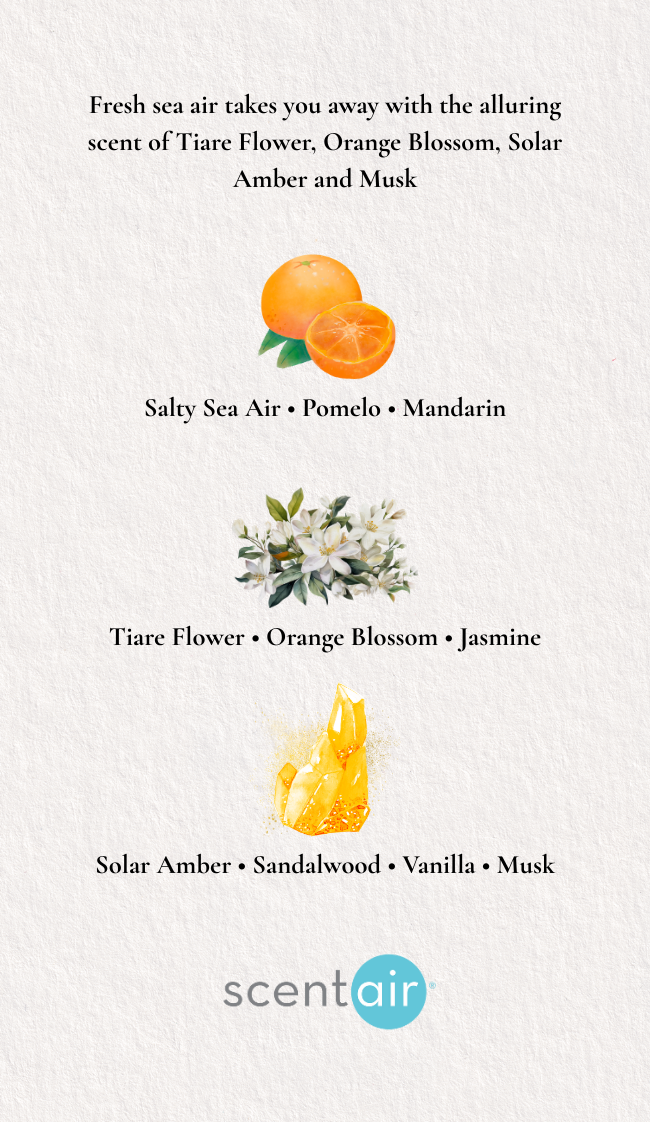 Fresh sea air takes you away with the alluring
scent of Tiare Flower, Orange Blossom, Solar
Amber and Musk
Salty Sea Air • Pomelo • Mandarin
Tiare Flower • Orange Blossom • Jasmine
Solar Amber • Sandalwood • Vanilla • Musk
scentair®